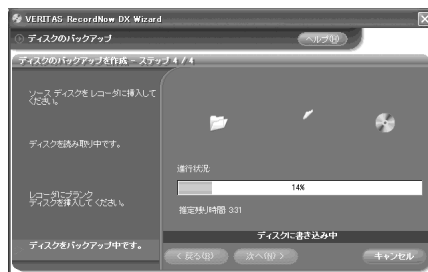 VERITAS RecordNow DX Wizard
ディスクのバックアップ
ヘルプ(H)
ディスクのバックアップを作成 - ステップ 4 / 4
ソース ディスクをレコーダに挿入して
ください。
ディスクを読み取り中です。
レコーダにブランク
ディスクを挿入してください。
ディスクをバックアップ中です。
進行状況
14%
推定残り時間: 3:31
ディスクに書き込み中
< 戻る(B)
次へ(N) >
キャンセル